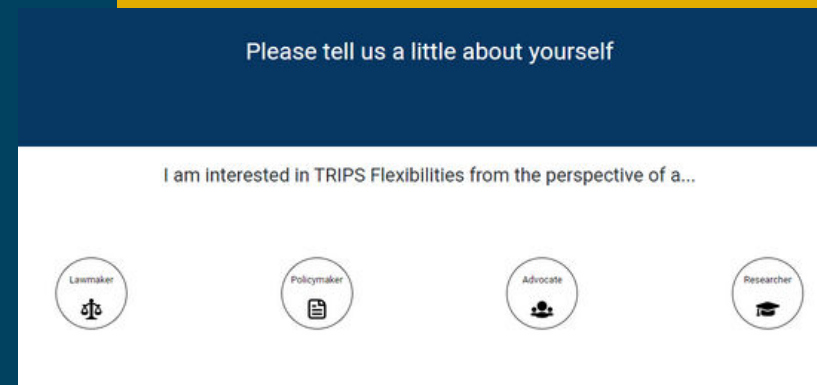 Please tell us a little about yourself
I am interested in TRIPS Flexibilities from the perspective of a...
Lawmaker
Policymaker
Advocate
Researcher